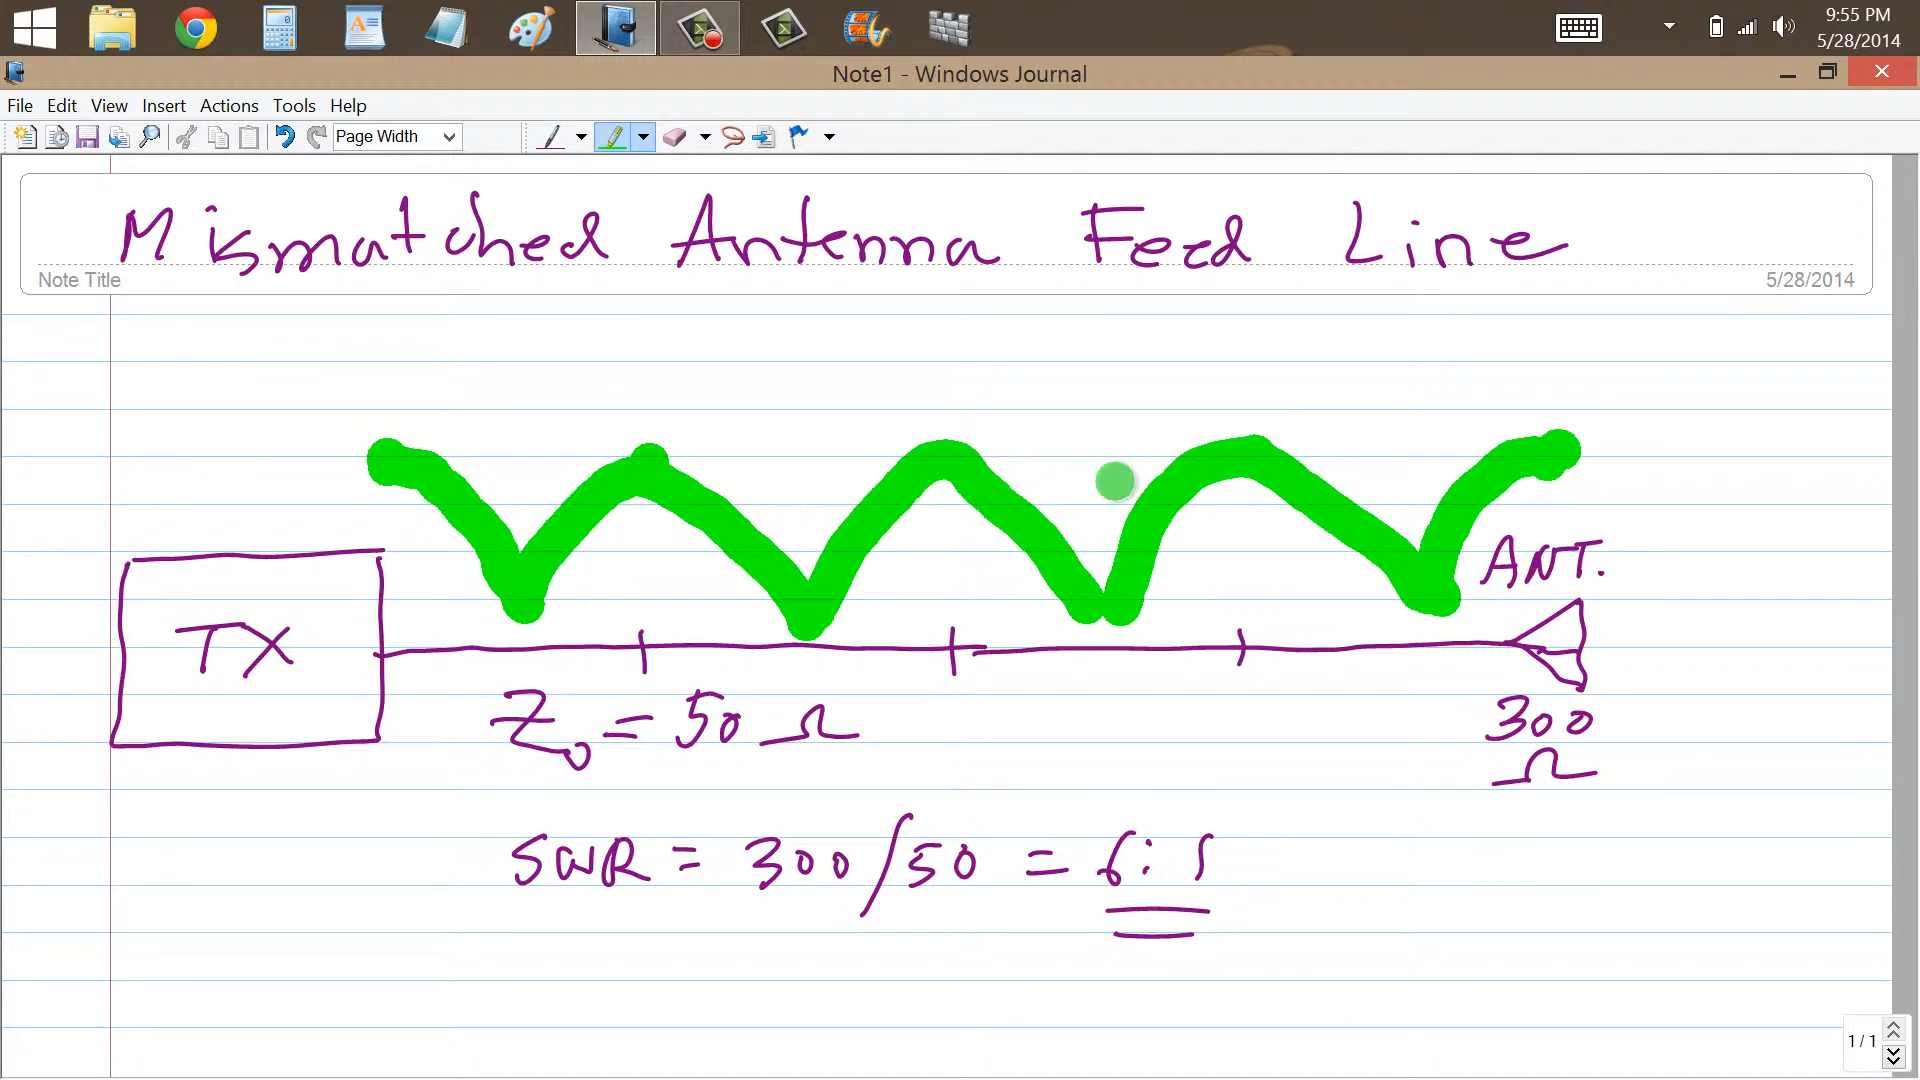 9:55 PM
5/28/2014
Note1 - Windows Journal
File Edit View Insert Actions Tools Help
Page Width
Mismatched Antenna Feed Line
Note Title
5/28/2014
ANT.
TX
Z0 = 50 Ω
300
Ω
SWR = 300/50 = 6:1
1 / 1